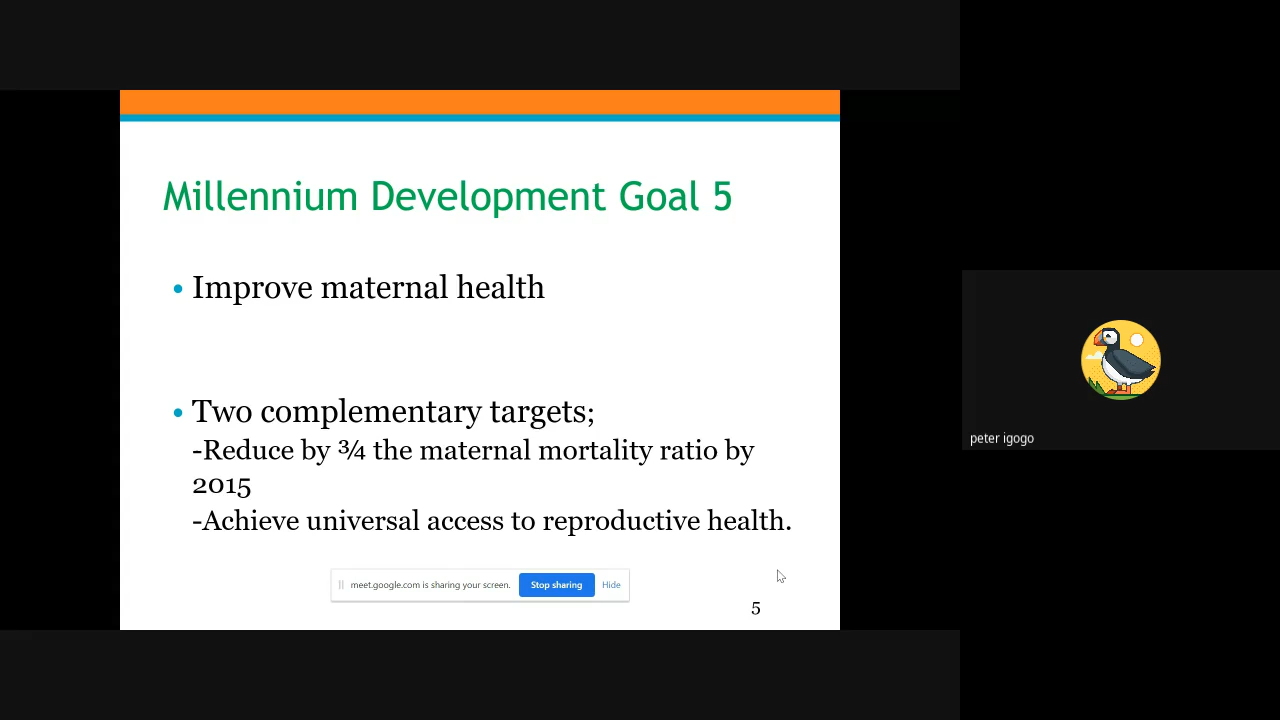 Millennium Development Goal 5
• Improve maternal health
• Two complementary targets;
-Reduce by ¾ the maternal mortality ratio by
2015
-Achieve universal access to reproductive health.
meet.google.com is sharing your screen. Stop sharing Hide
5
peter igogo